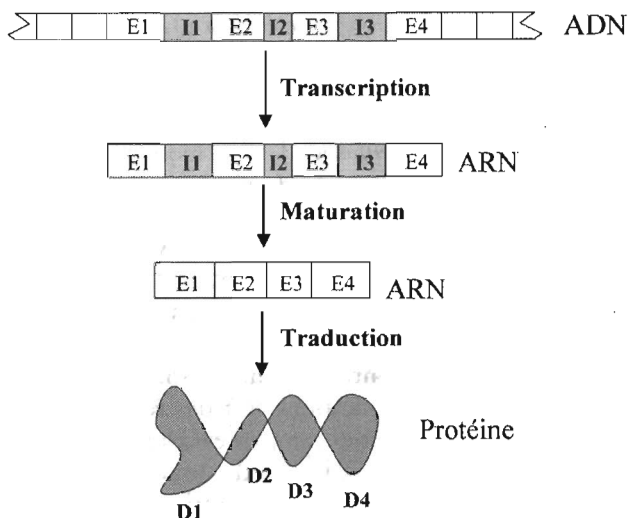 E1 I1 E2 I2 E3 I3 E4 ADN
Transcription
E1 I1 E2 I2 E3 I3 E4 ARN
Maturation
E1 E2 E3 E4 ARN
Traduction
Protéine
D1 D2 D3 D4